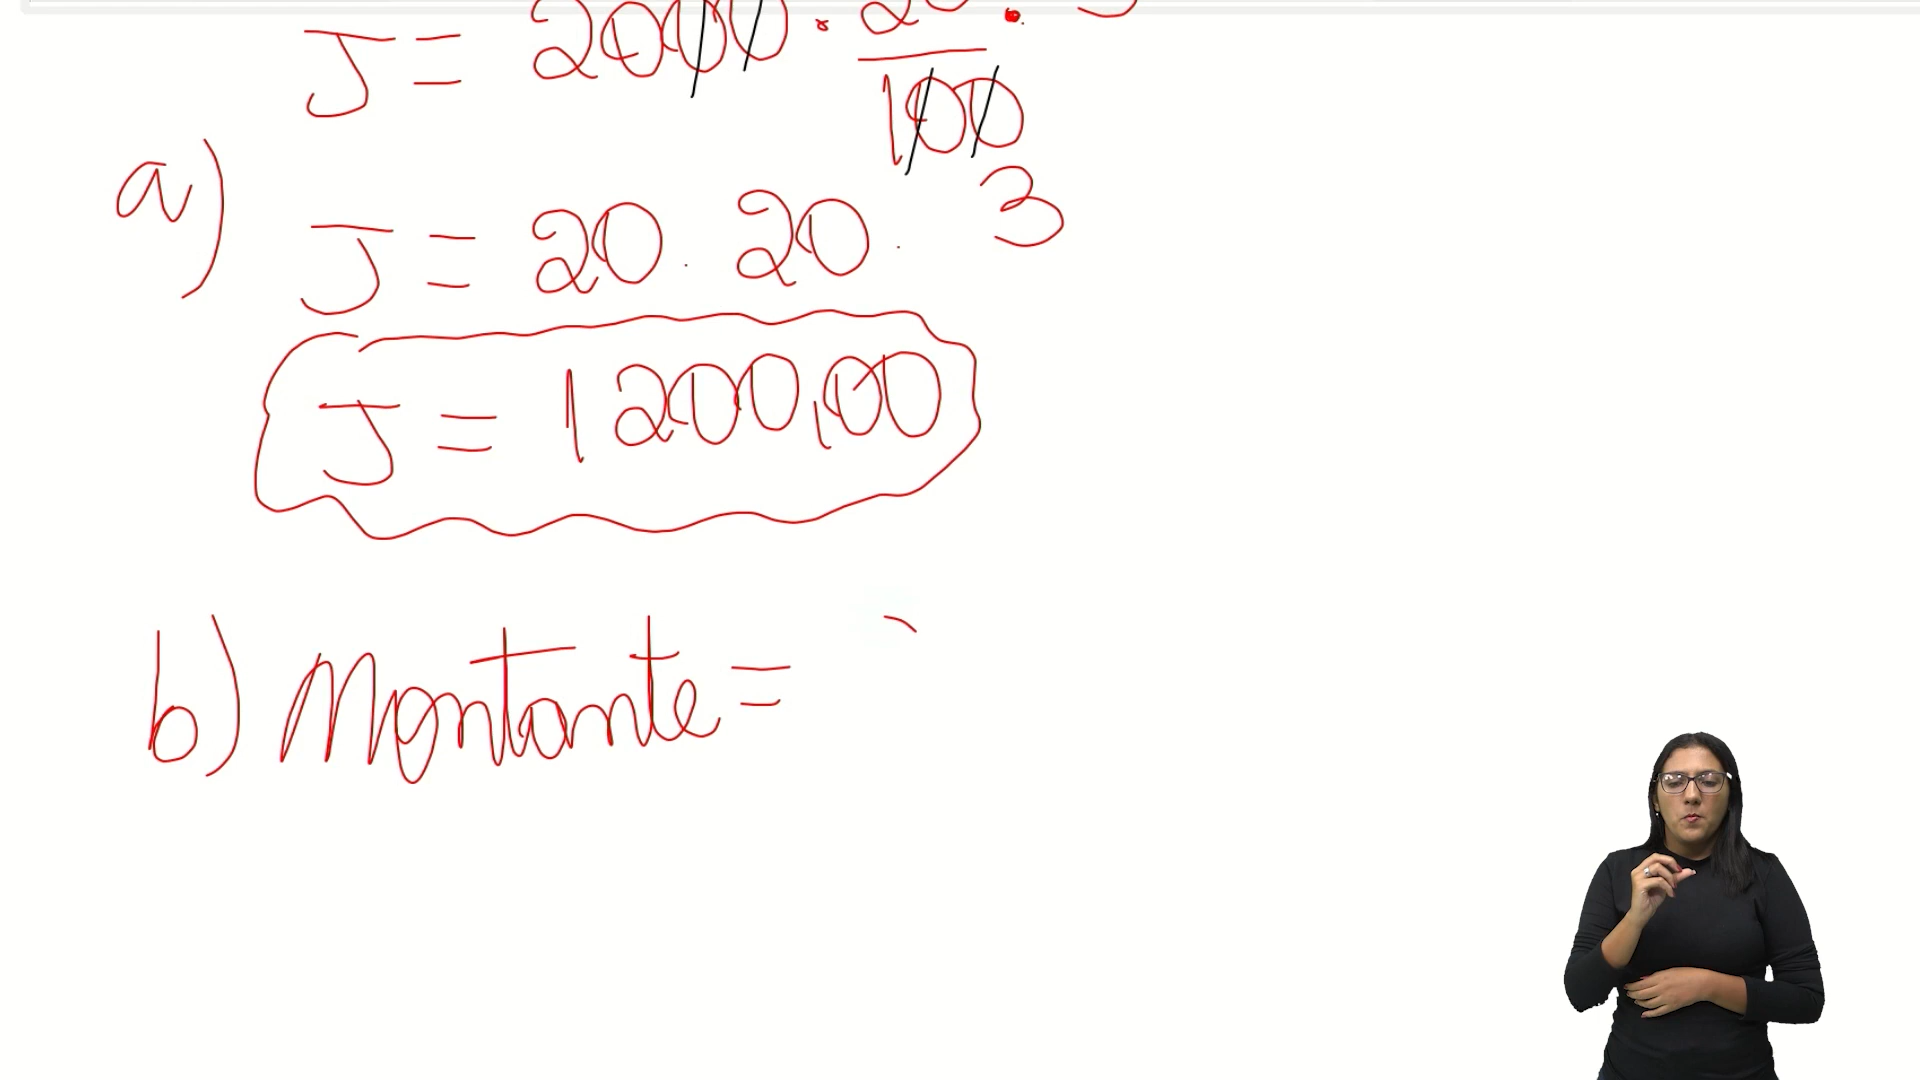 J = 2000 . 20 . 3
100
a)
J = 20 . 20 . 3
J = 1200,00
b) Montante =